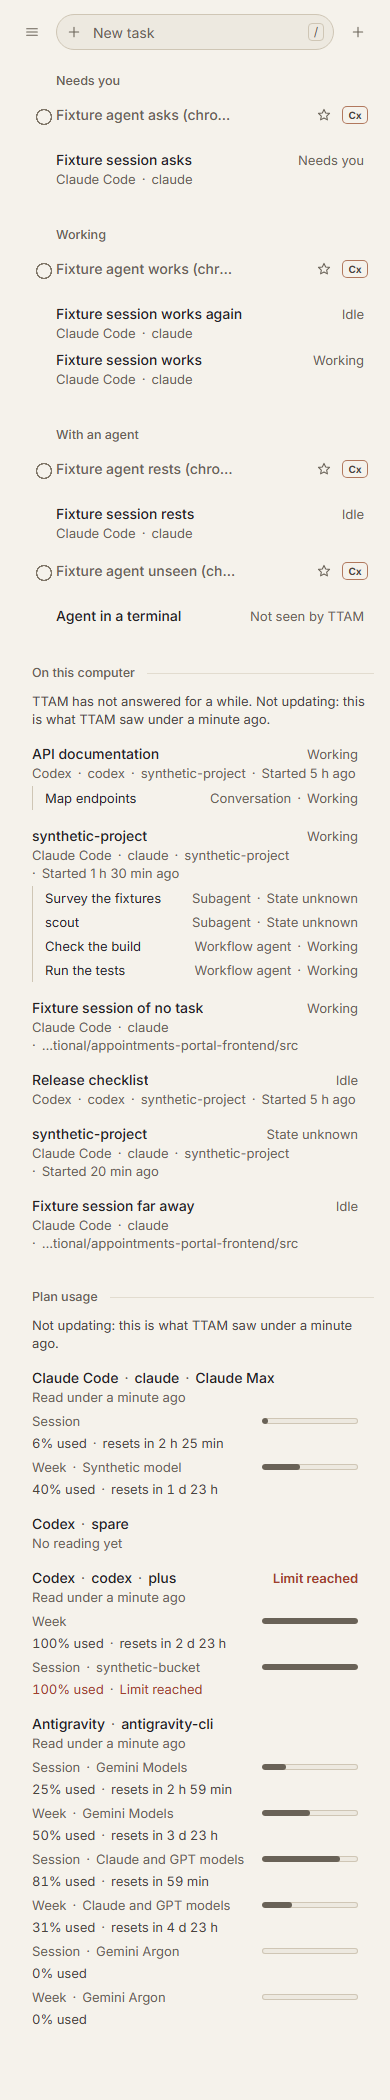 New task /
Needs you
Fixture agent asks (chro... Cx
Fixture session asks Needs you
Claude Code · claude
Working
Fixture agent works (chr... Cx
Fixture session works again Idle
Claude Code · claude
Fixture session works Working
Claude Code · claude
With an agent
Fixture agent rests (chro... Cx
Fixture session rests Idle
Claude Code · claude
Fixture agent unseen (ch... Cx
Agent in a terminal Not seen by TTAM
On this computer
TTAM has not answered for a while. Not updating: this
is what TTAM saw under a minute ago.
API documentation Working
Codex · codex · synthetic-project · Started 5 h ago
Map endpoints Conversation · Working
synthetic-project Working
Claude Code · claude · synthetic-project
· Started 1 h 30 min ago
Survey the fixtures Subagent · State unknown
scout Subagent · State unknown
Check the build Workflow agent · Working
Run the tests Workflow agent · Working
Fixture session of no task Working
Claude Code · claude
· ...tional/appointments-portal-frontend/src
Release checklist Idle
Codex · codex · synthetic-project · Started 5 h ago
synthetic-project State unknown
Claude Code · claude · synthetic-project
· Started 20 min ago
Fixture session far away Idle
Claude Code · claude
· ...tional/appointments-portal-frontend/src
Plan usage
Not updating: this is what TTAM saw under a minute
ago.
Claude Code · claude · Claude Max
Read under a minute ago
Session
6% used · resets in 2 h 25 min
Week · Synthetic model
40% used · resets in 1 d 23 h
Codex · spare
No reading yet
Codex · codex · plus Limit reached
Read under a minute ago
Week
100% used · resets in 2 d 23 h
Session · synthetic-bucket
100% used · Limit reached
Antigravity · antigravity-cli
Read under a minute ago
Session · Gemini Models
25% used · resets in 2 h 59 min
Week · Gemini Models
50% used · resets in 3 d 23 h
Session · Claude and GPT models
81% used · resets in 59 min
Week · Claude and GPT models
31% used · resets in 4 d 23 h
Session · Gemini Argon
0% used
Week · Gemini Argon
0% used